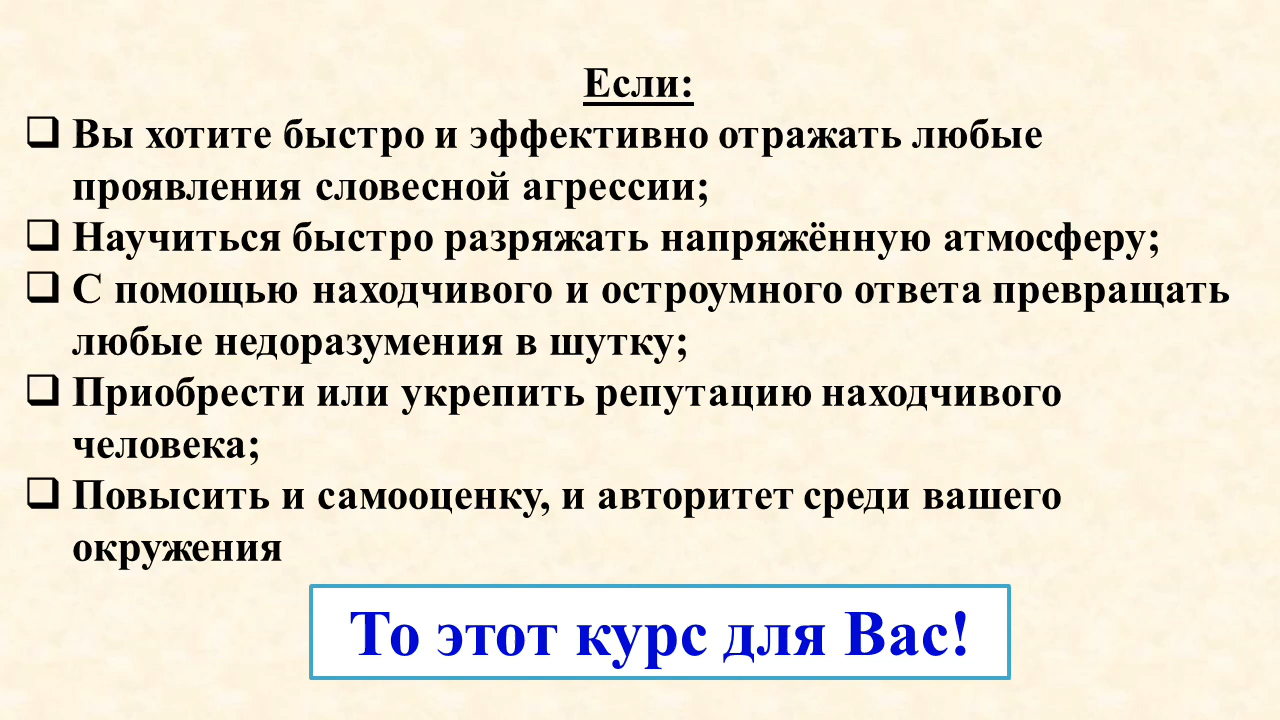 Если:
Вы хотите быстро и эффективно отражать любые
проявления словесной агрессии;
Научиться быстро разряжать напряжённую атмосферу;
С помощью находчивого и остроумного ответа превращать
любые недоразумения в шутку;
Приобрести или укрепить репутацию находчивого
человека;
Повысить и самооценку, и авторитет среди вашего
окружения
То этот курс для Вас!